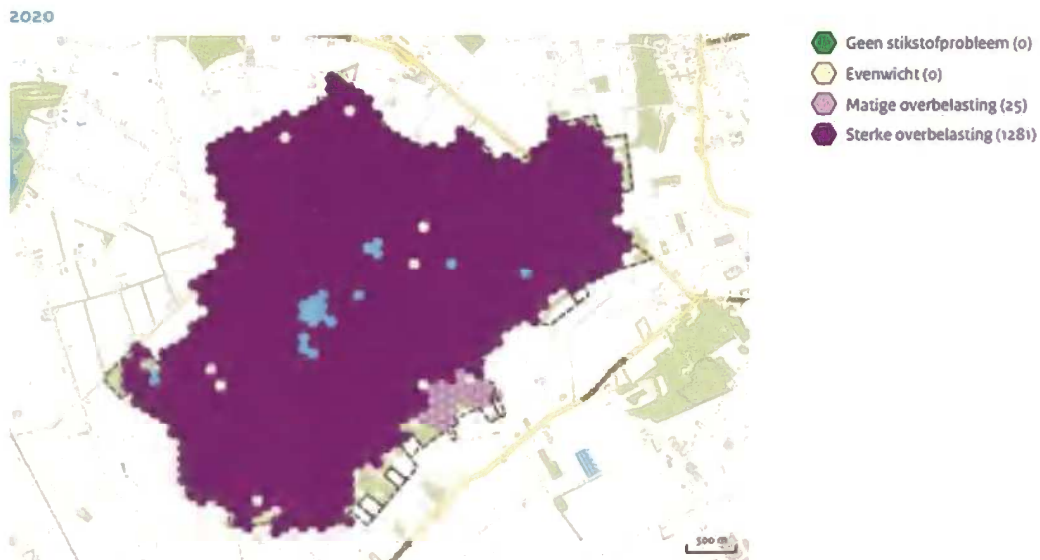 2020
Geen stikstofprobleem (0)
Evenwicht (0)
Matige overbelasting (25)
Sterke overbelasting (1281)
500 m